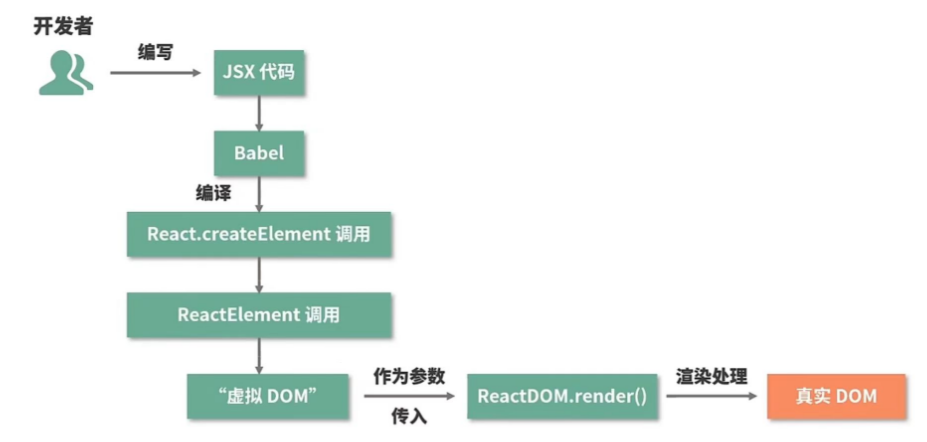 开发者
编写
JSX 代码
Babel
编译
React.createElement 调用
ReactElement 调用
“虚拟 DOM”
作为参数
传入
ReactDOM.render()
渲染处理
真实 DOM